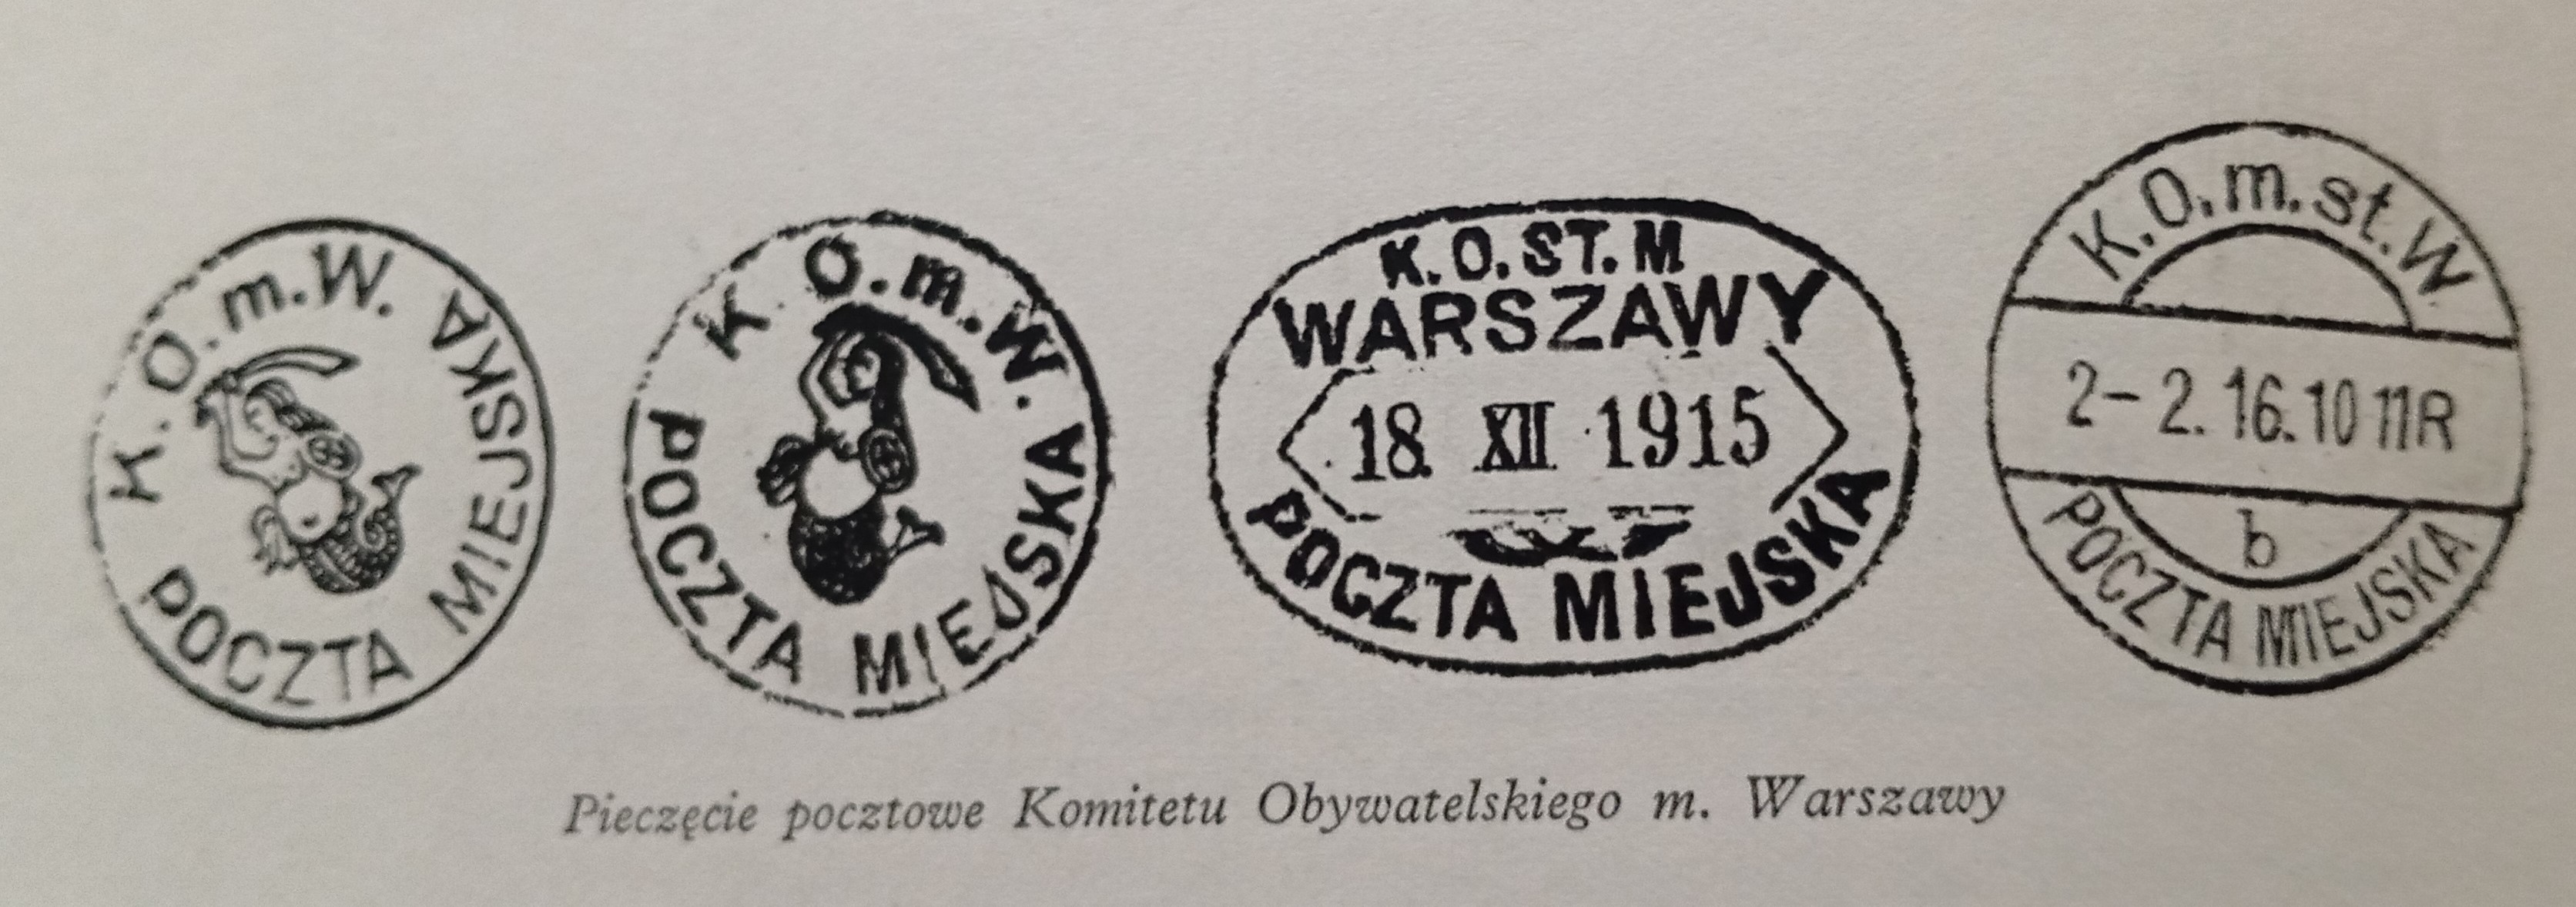 K.O.m.W.
POCZTA MIEJSKA
K.O.m.W.
POCZTA MIEJSKA
K.O.ST.M
WARSZAWY
18. XII 1915
POCZTA MIEJSKA
K.O.m.st.W
2-2.16.10 11R
b
POCZTA MIEJSKA
Pieczęcie pocztowe Komitetu Obywatelskiego m. Warszawy